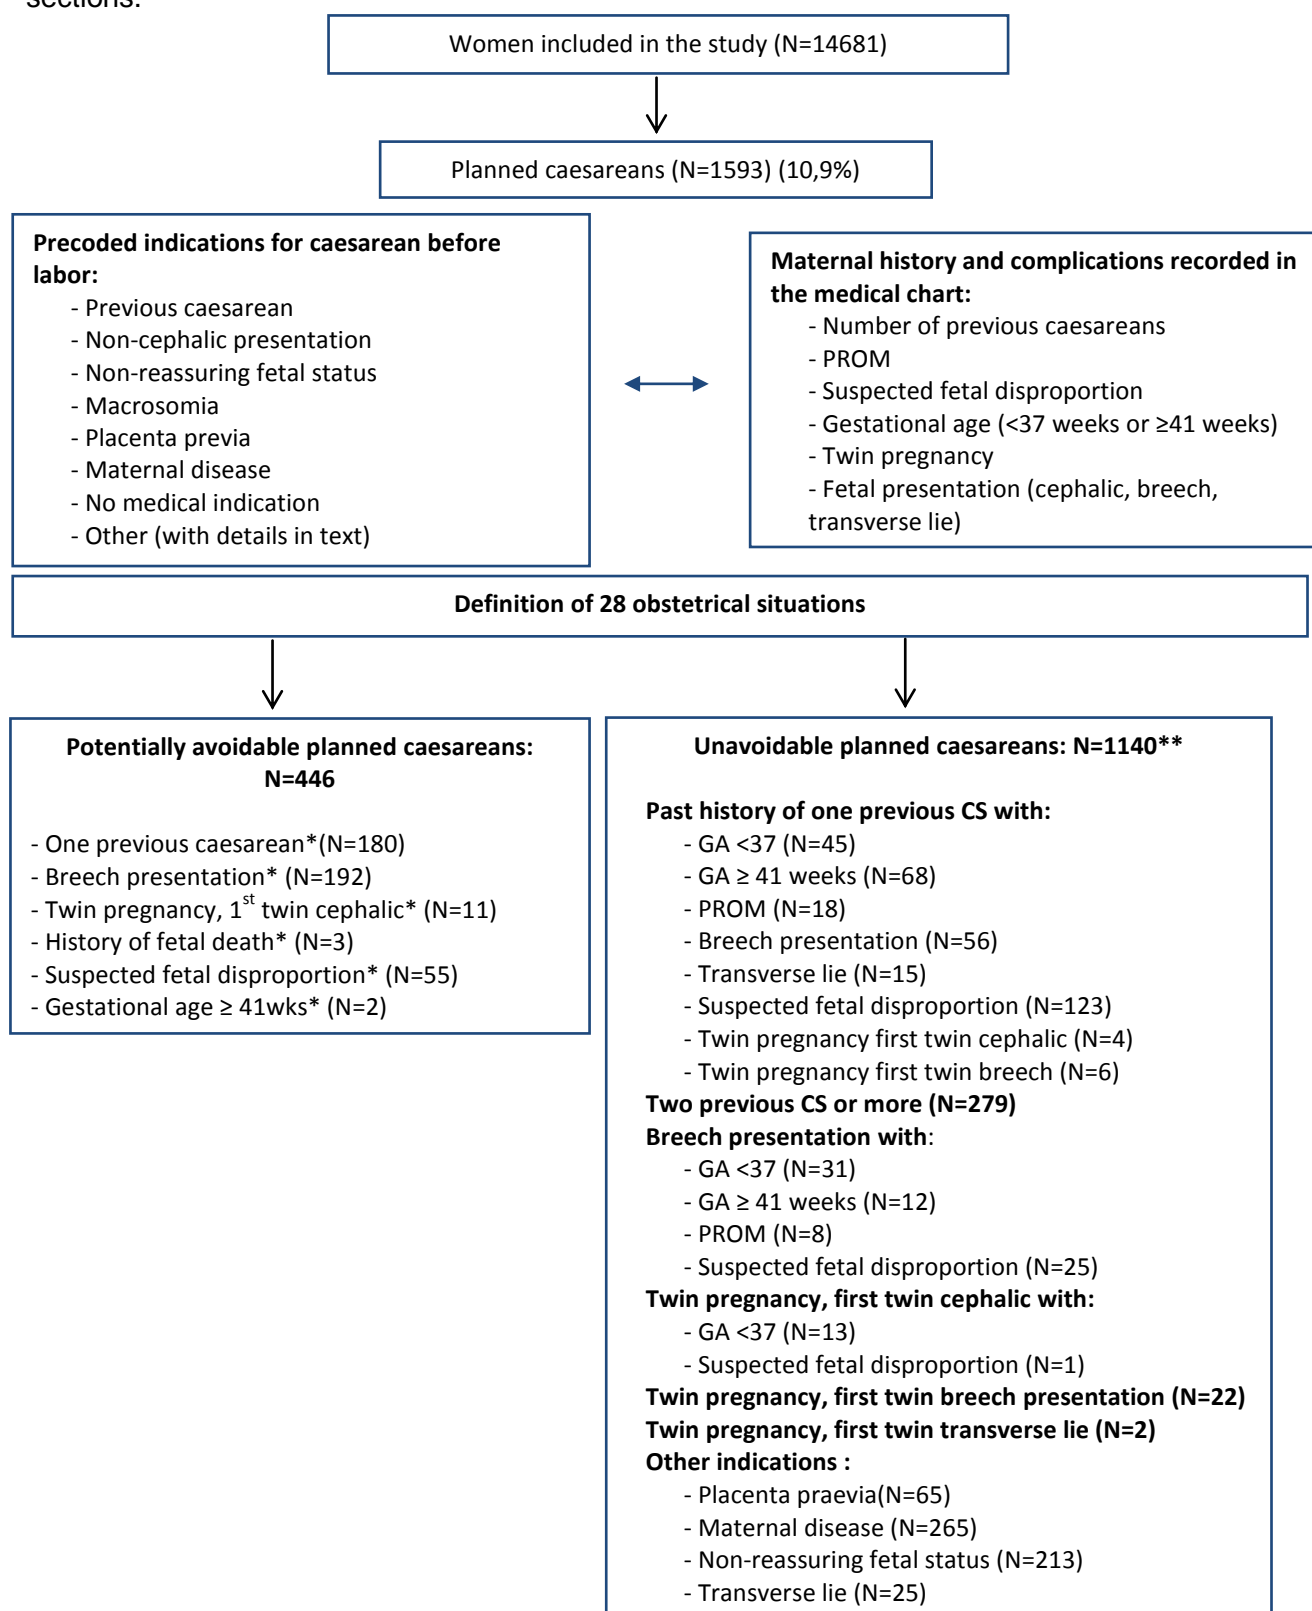 sections.
Women included in the study (N=14681)
Planned caesareans (N=1593) (10,9%)
Precoded indications for caesarean before
labor:
- Previous caesarean
- Non-cephalic presentation
- Non-reassuring fetal status
- Macrosomia
- Placenta previa
- Maternal disease
- No medical indication
- Other (with details in text)
Maternal history and complications recorded in
the medical chart:
- Number of previous caesareans
- PROM
- Suspected fetal disproportion
- Gestational age (<37 weeks or ≥41 weeks)
- Twin pregnancy
- Fetal presentation (cephalic, breech,
transverse lie)
Definition of 28 obstetrical situations
Potentially avoidable planned caesareans:
N=446
- One previous caesarean*(N=180)
- Breech presentation* (N=192)
- Twin pregnancy, 1st twin cephalic* (N=11)
- History of fetal death* (N=3)
- Suspected fetal disproportion* (N=55)
- Gestational age ≥ 41wks* (N=2)
Unavoidable planned caesareans: N=1140**
Past history of one previous CS with:
- GA <37 (N=45)
- GA ≥ 41 weeks (N=68)
- PROM (N=18)
- Breech presentation (N=56)
- Transverse lie (N=15)
- Suspected fetal disproportion (N=123)
- Twin pregnancy first twin cephalic (N=4)
- Twin pregnancy first twin breech (N=6)
Two previous CS or more (N=279)
Breech presentation with:
- GA <37 (N=31)
- GA ≥ 41 weeks (N=12)
- PROM (N=8)
- Suspected fetal disproportion (N=25)
Twin pregnancy, first twin cephalic with:
- GA <37 (N=13)
- Suspected fetal disproportion (N=1)
Twin pregnancy, first twin breech presentation (N=22)
Twin pregnancy, first twin transverse lie (N=2)
Other indications :
- Placenta praevia(N=65)
- Maternal disease (N=265)
- Non-reassuring fetal status (N=213)
- Transverse lie (N=25)